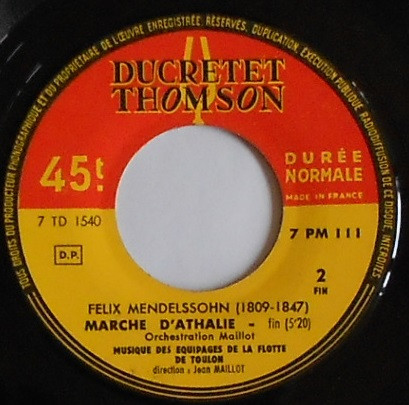 TOUS DROITS DU PRODUCTEUR PHONOGRAPHIQUE ET DU PROPRIÉTAIRE DE L'ŒUVRE ENREGISTRÉE, RÉSERVÉS, DUPLICATION, EXÉCUTION PUBLIQUE RADIODIFFUSION DE CE DISQUE INTERDITES
DUCRETET
THOMSON
45t.
DURÉE
NORMALE
MADE IN FRANCE
7 TD 1540
7 PM 111
D.P.
2
FIN
FELIX MENDELSSOHN (1809-1847)
MARCHE D'ATHALIE - fin (5'20)
Orchestration Maillot
MUSIQUE DES EQUIPAGES DE LA FLOTTE
DE TOULON
direction : Jean MAILLOT